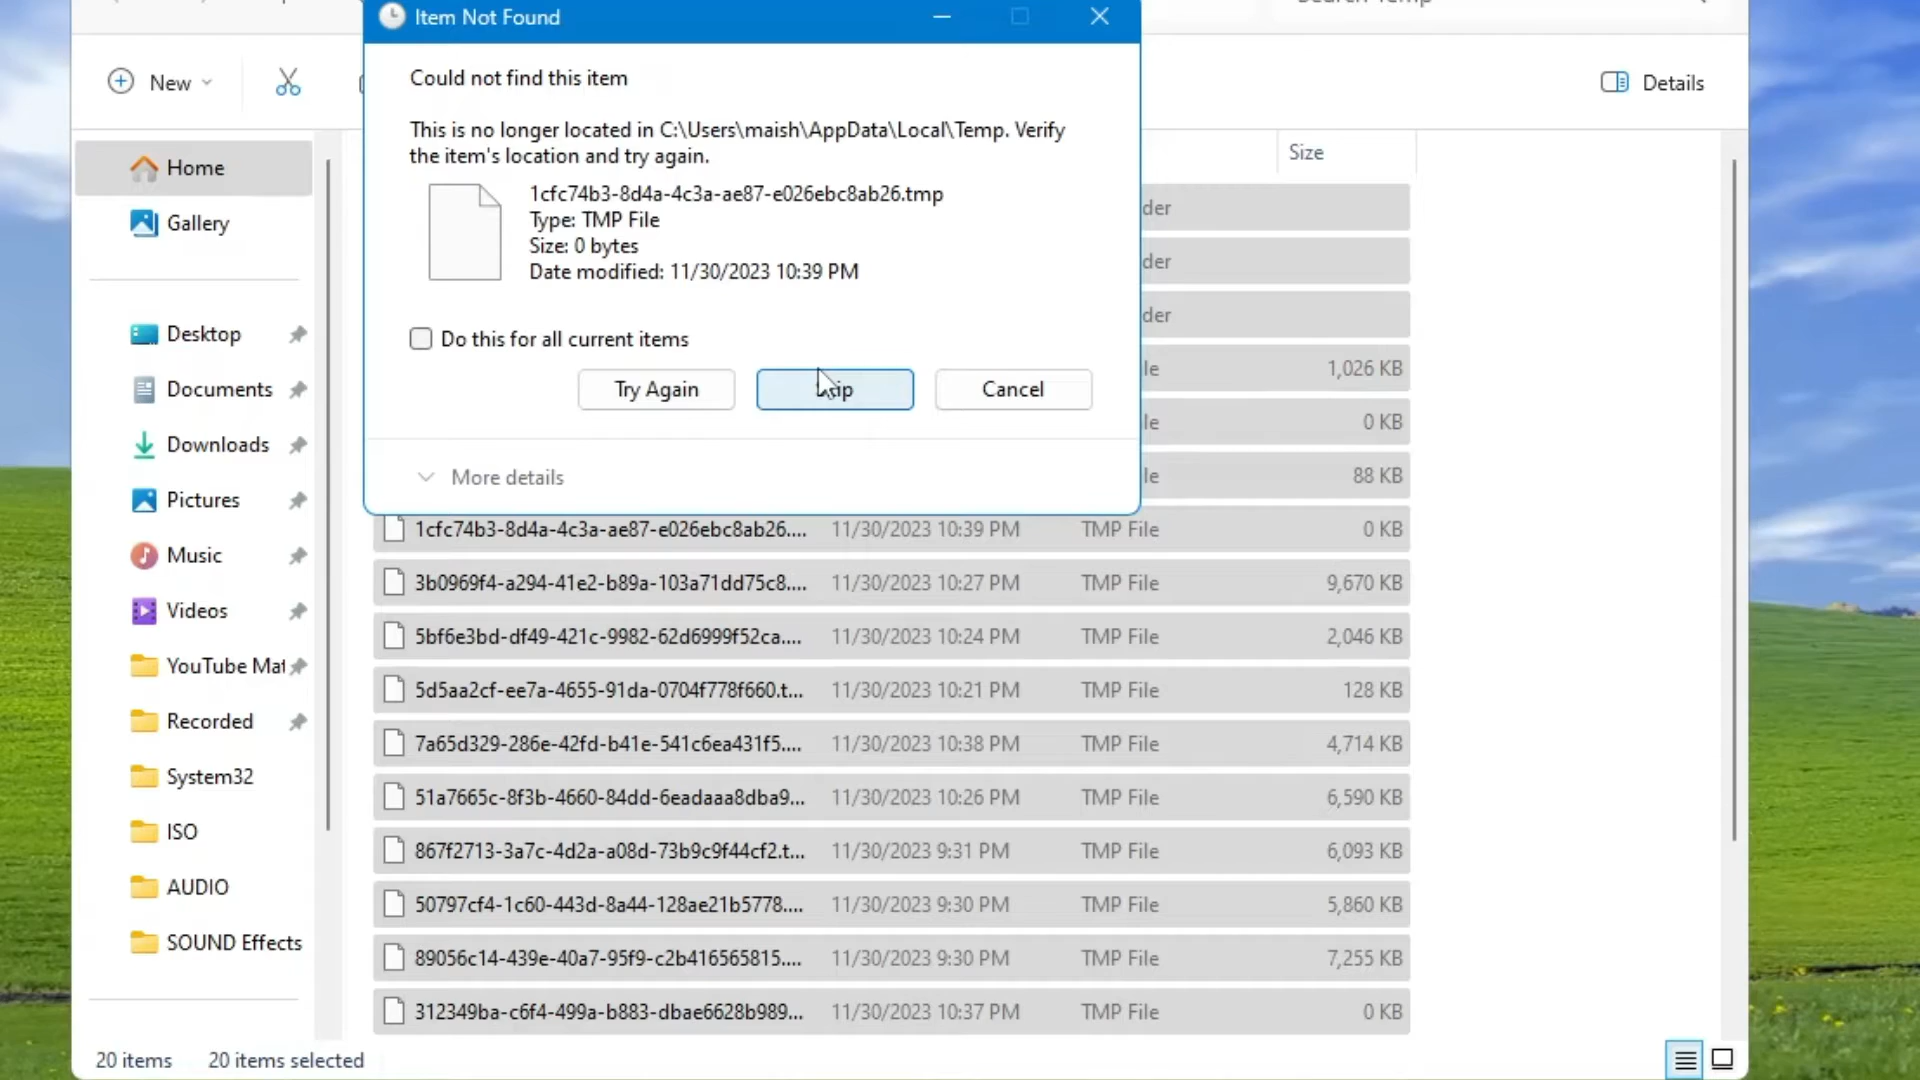 Item Not Found
New
Details
Could not find this item
This is no longer located in C:\Users\maish\AppData\Local\Temp. Verify
the item's location and try again.
1cfc74b3-8d4a-4c3a-ae87-e026ebc8ab26.tmp
Type: TMP File
Size: 0 bytes
Date modified: 11/30/2023 10:39 PM
Do this for all current items
Try Again
Cancel
More details
Home
Gallery
Desktop
Documents
Downloads
Pictures
Music
Videos
YouTube Mat
Recorded
System32
ISO
AUDIO
SOUND Effects
Size
der
der
der
le 1,026 KB
le 0 KB
le 88 KB
1cfc74b3-8d4a-4c3a-ae87-e026ebc8ab26.... 11/30/2023 10:39 PM TMP File 0 KB
3b0969f4-a294-41e2-b89a-103a71dd75c8.... 11/30/2023 10:27 PM TMP File 9,670 KB
5bf6e3bd-df49-421c-9982-62d6999f52ca.... 11/30/2023 10:24 PM TMP File 2,046 KB
5d5aa2cf-ee7a-4655-91da-0704f778f660.t... 11/30/2023 10:21 PM TMP File 128 KB
7a65d329-286e-42fd-b41e-541c6ea431f5.... 11/30/2023 10:38 PM TMP File 4,714 KB
51a7665c-8f3b-4660-84dd-6eadaaa8dba9... 11/30/2023 10:26 PM TMP File 6,590 KB
867f2713-3a7c-4d2a-a08d-73b9c9f44cf2.t... 11/30/2023 9:31 PM TMP File 6,093 KB
50797cf4-1c60-443d-8a44-128ae21b5778.... 11/30/2023 9:30 PM TMP File 5,860 KB
89056c14-439e-40a7-95f9-c2b416565815.... 11/30/2023 9:30 PM TMP File 7,255 KB
312349ba-c6f4-499a-b883-dbae6628b989... 11/30/2023 10:37 PM TMP File 0 KB
20 items 20 items selected